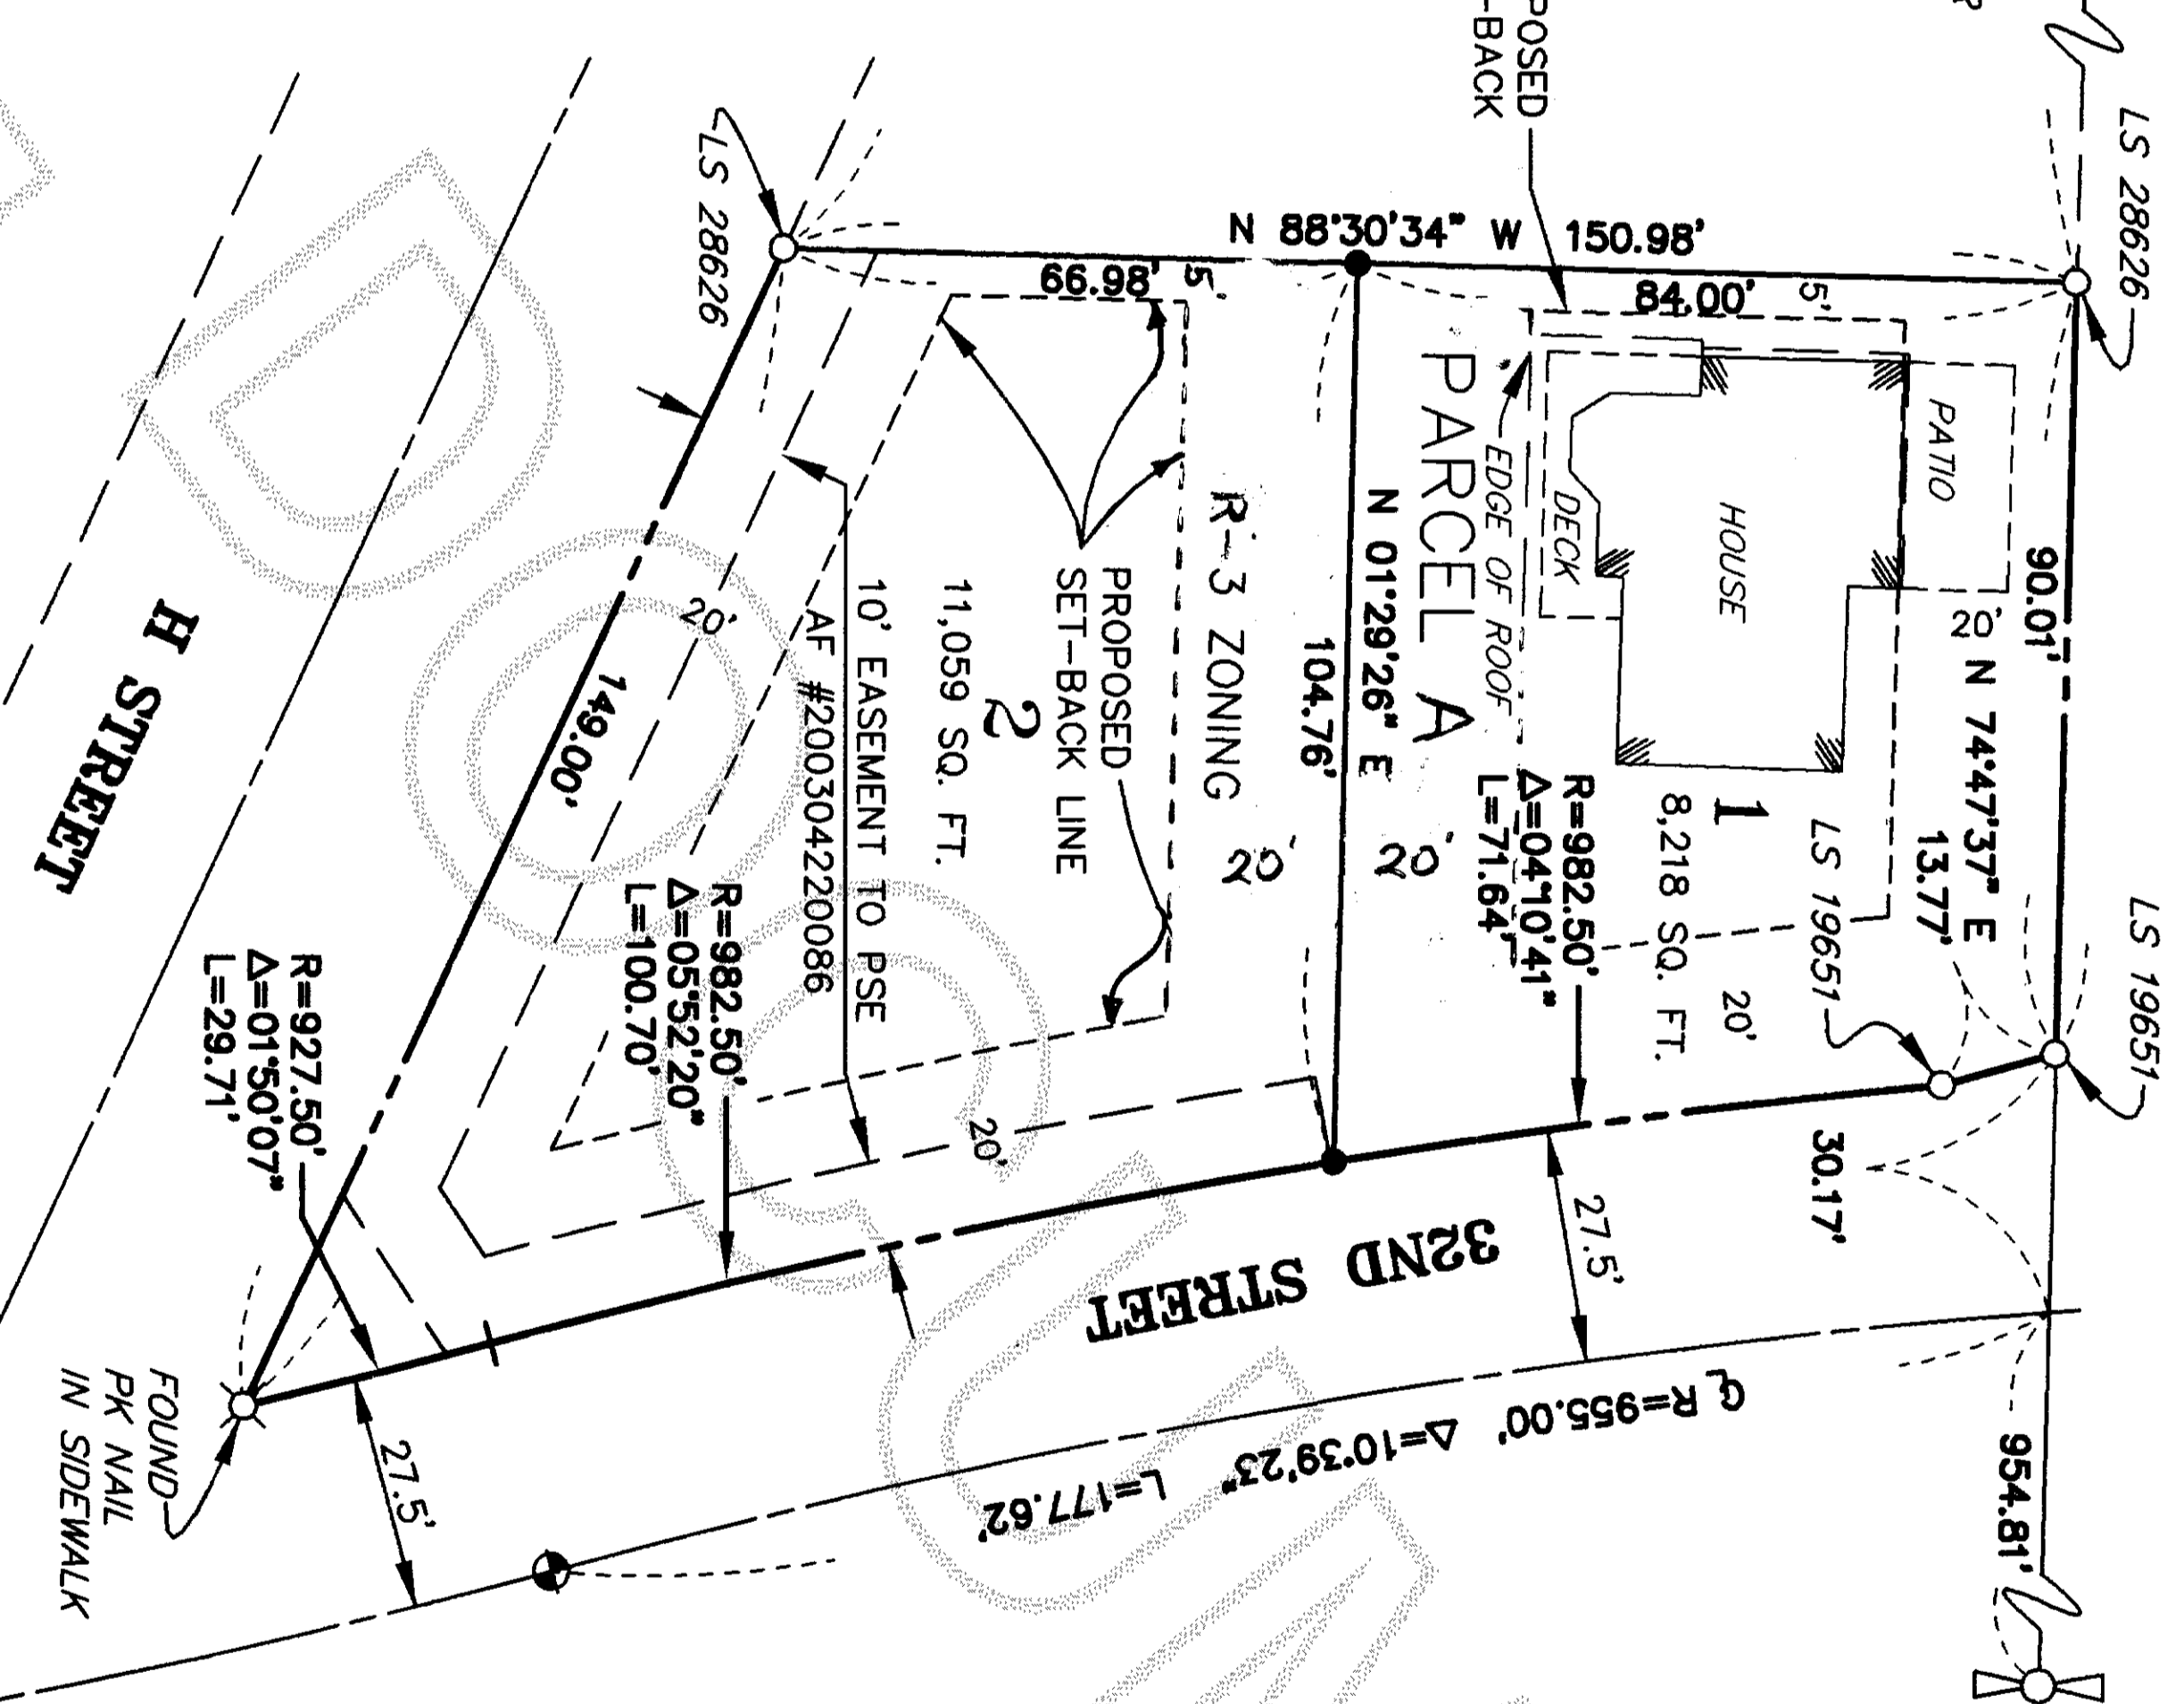 POSED
-BACK
LS 28626
LS 28626
LS 19651
N 88°30'34" W 150.98'
66.98'
5'
84.00'
5'
90.01'
PATIO
HOUSE
DECK
EDGE OF ROOF
PARCEL A
20'
N 74°47'37" E
13.77'
LS 19651
1
8,218 SQ. FT.
20'
R=982.50'
Δ=04°10'41"
L=71.64'
20'
N 01°29'26" E
104.76'
R-3 ZONING
20'
PROPOSED
SET-BACK LINE
2
11,059 SQ. FT.
10' EASEMENT TO PSE
AF #200304220086
20'
149.00'
20'
R=982.50'
Δ=05°52'20"
L=100.70'
R=927.50'
Δ=01°50'07"
L=29.71'
H STREET
30.17'
27.5'
32ND STREET
℄ R=955.00' Δ=10°39'23" L=177.62'
954.81'
27.5'
FOUND
PK NAIL
IN SIDEWALK